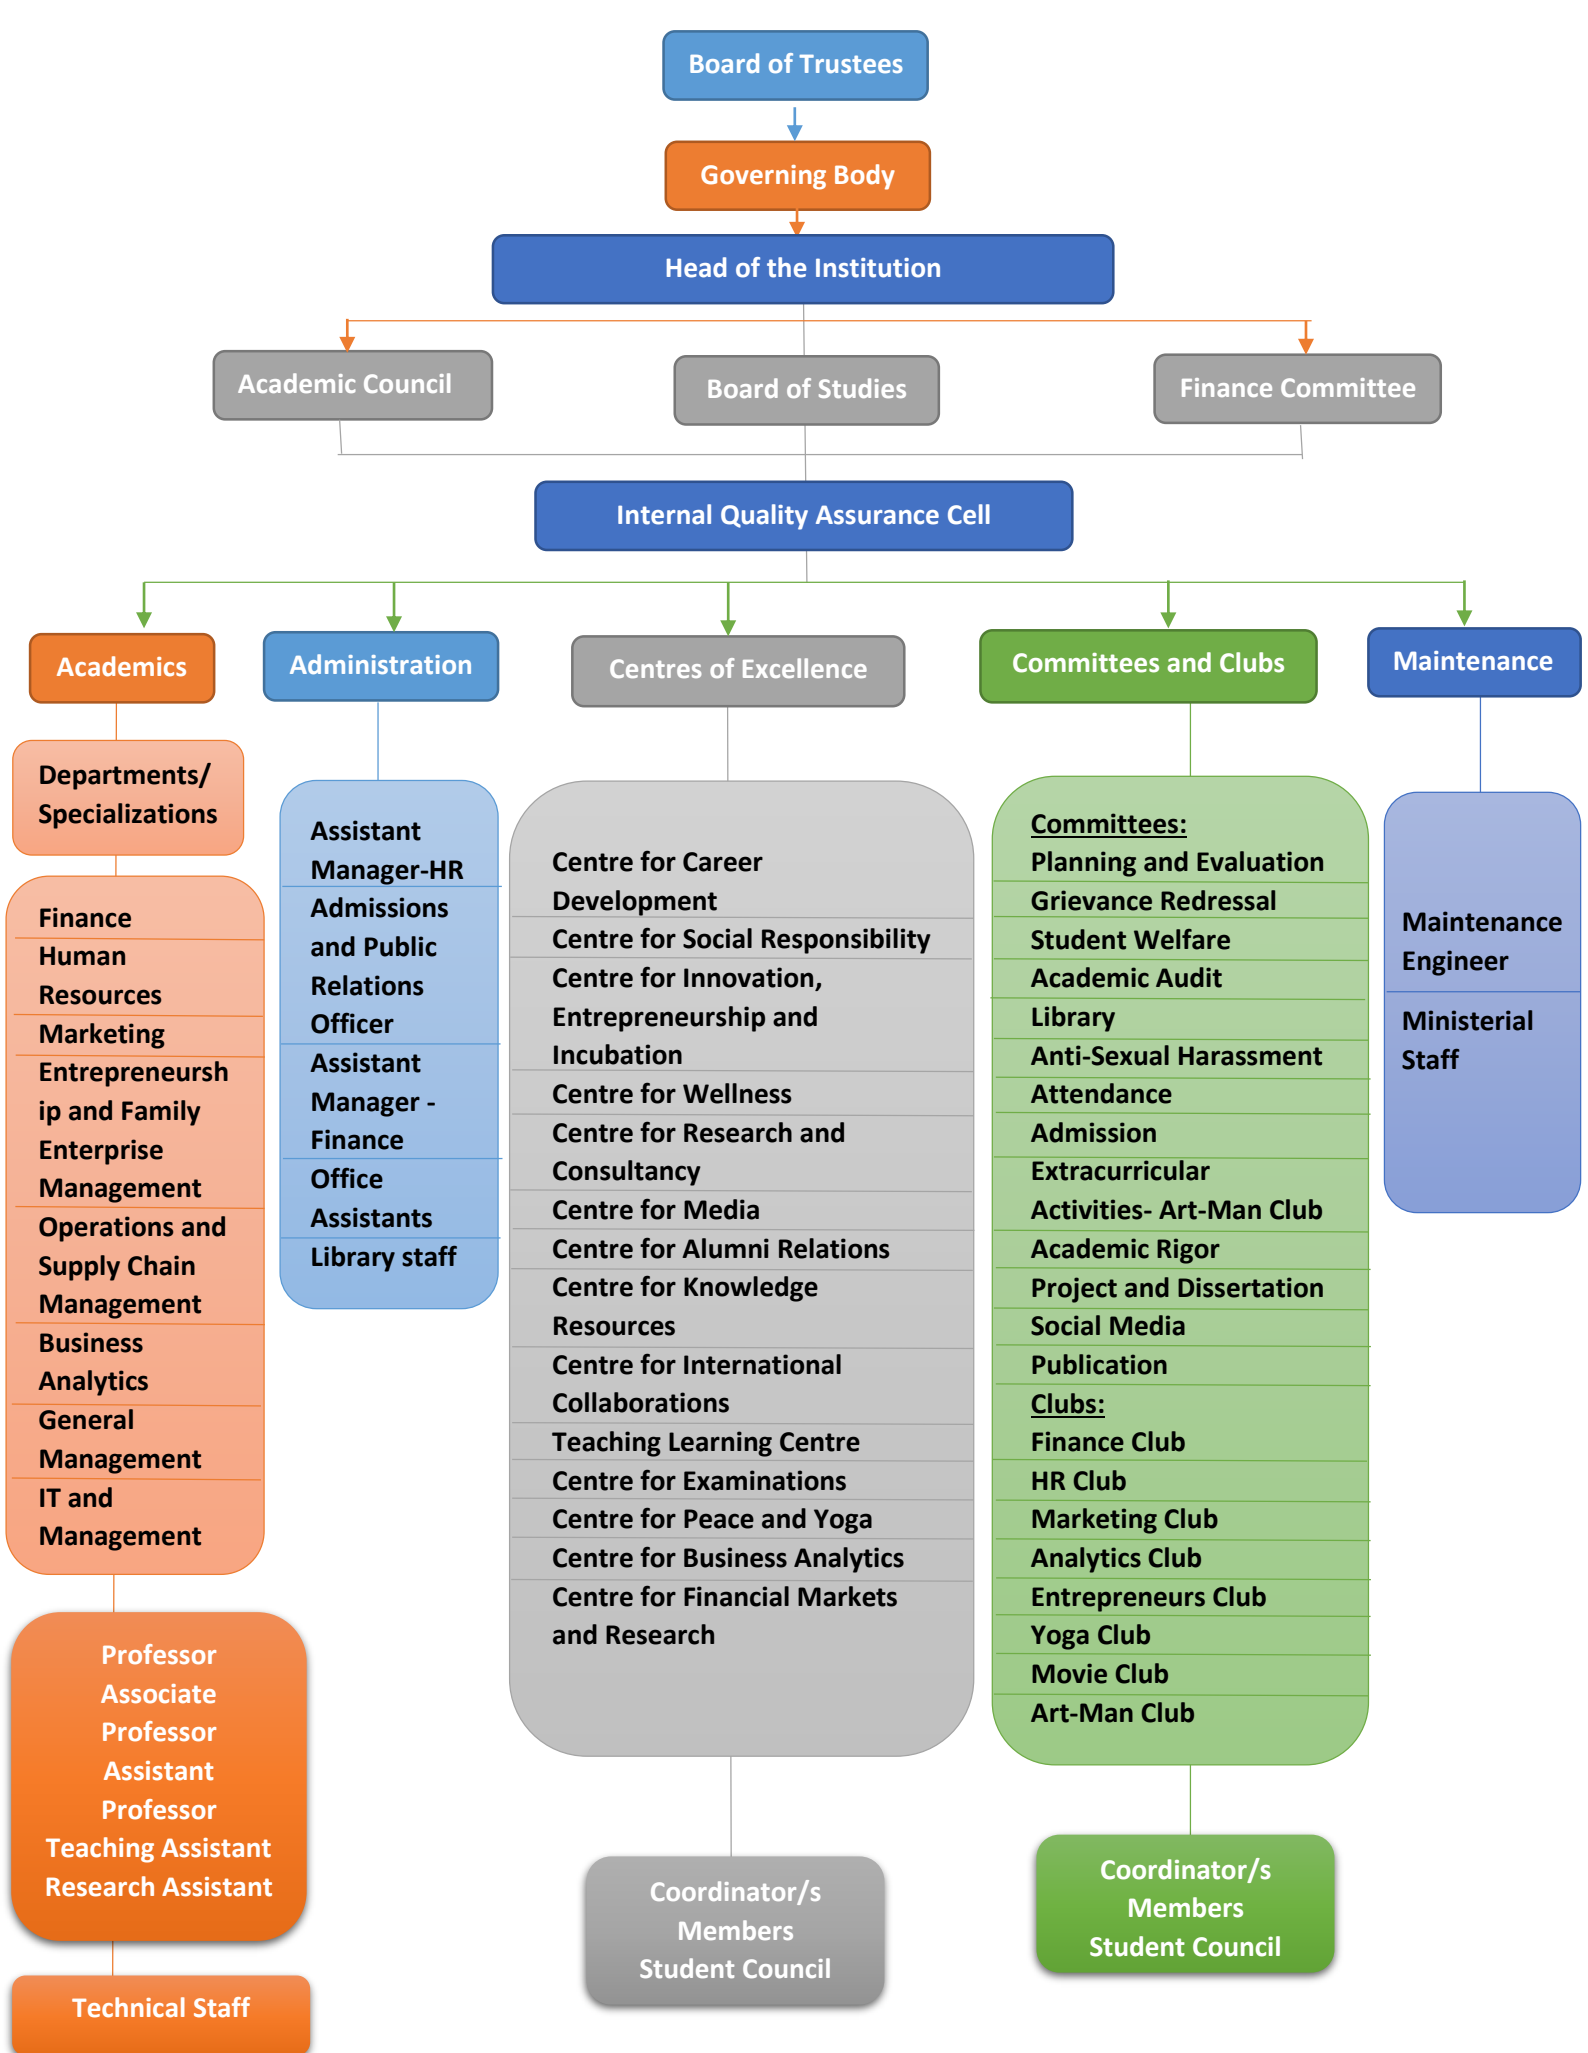 Board of Trustees
Governing Body
Head of the Institution
Academic Council
Board of Studies
Finance Committee
Internal Quality Assurance Cell
Academics
Administration
Centres of Excellence
Committees and Clubs
Maintenance
Departments/
Specializations
Finance
Human
Resources
Marketing
Entrepreneursh
ip and Family
Enterprise
Management
Operations and
Supply Chain
Management
Business
Analytics
General
Management
IT and
Management
Professor
Associate
Professor
Assistant
Professor
Teaching Assistant
Research Assistant
Technical Staff
Assistant
Manager-HR
Admissions
and Public
Relations
Officer
Assistant
Manager -
Finance
Office
Assistants
Library staff
Centre for Career
Development
Centre for Social Responsibility
Centre for Innovation,
Entrepreneurship and
Incubation
Centre for Wellness
Centre for Research and
Consultancy
Centre for Media
Centre for Alumni Relations
Centre for Knowledge
Resources
Centre for International
Collaborations
Teaching Learning Centre
Centre for Examinations
Centre for Peace and Yoga
Centre for Business Analytics
Centre for Financial Markets
and Research
Coordinator/s
Members
Student Council
Committees:
Planning and Evaluation
Grievance Redressal
Student Welfare
Academic Audit
Library
Anti-Sexual Harassment
Attendance
Admission
Extracurricular
Activities- Art-Man Club
Academic Rigor
Project and Dissertation
Social Media
Publication
Clubs:
Finance Club
HR Club
Marketing Club
Analytics Club
Entrepreneurs Club
Yoga Club
Movie Club
Art-Man Club
Coordinator/s
Members
Student Council
Maintenance
Engineer
Ministerial
Staff